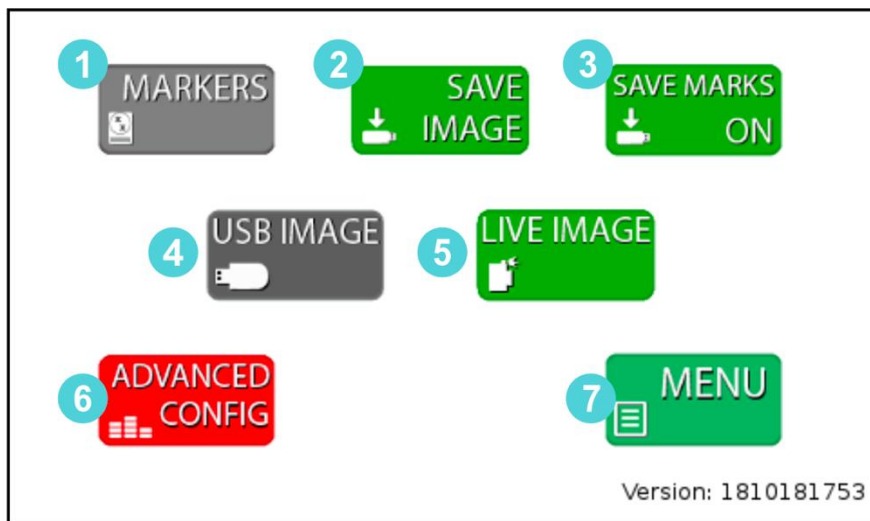 1
MARKERS
2
SAVE
IMAGE
3
SAVE MARKS
ON
4
USB IMAGE
5
LIVE IMAGE
6
ADVANCED
CONFIG
7
MENU
Version: 1810181753